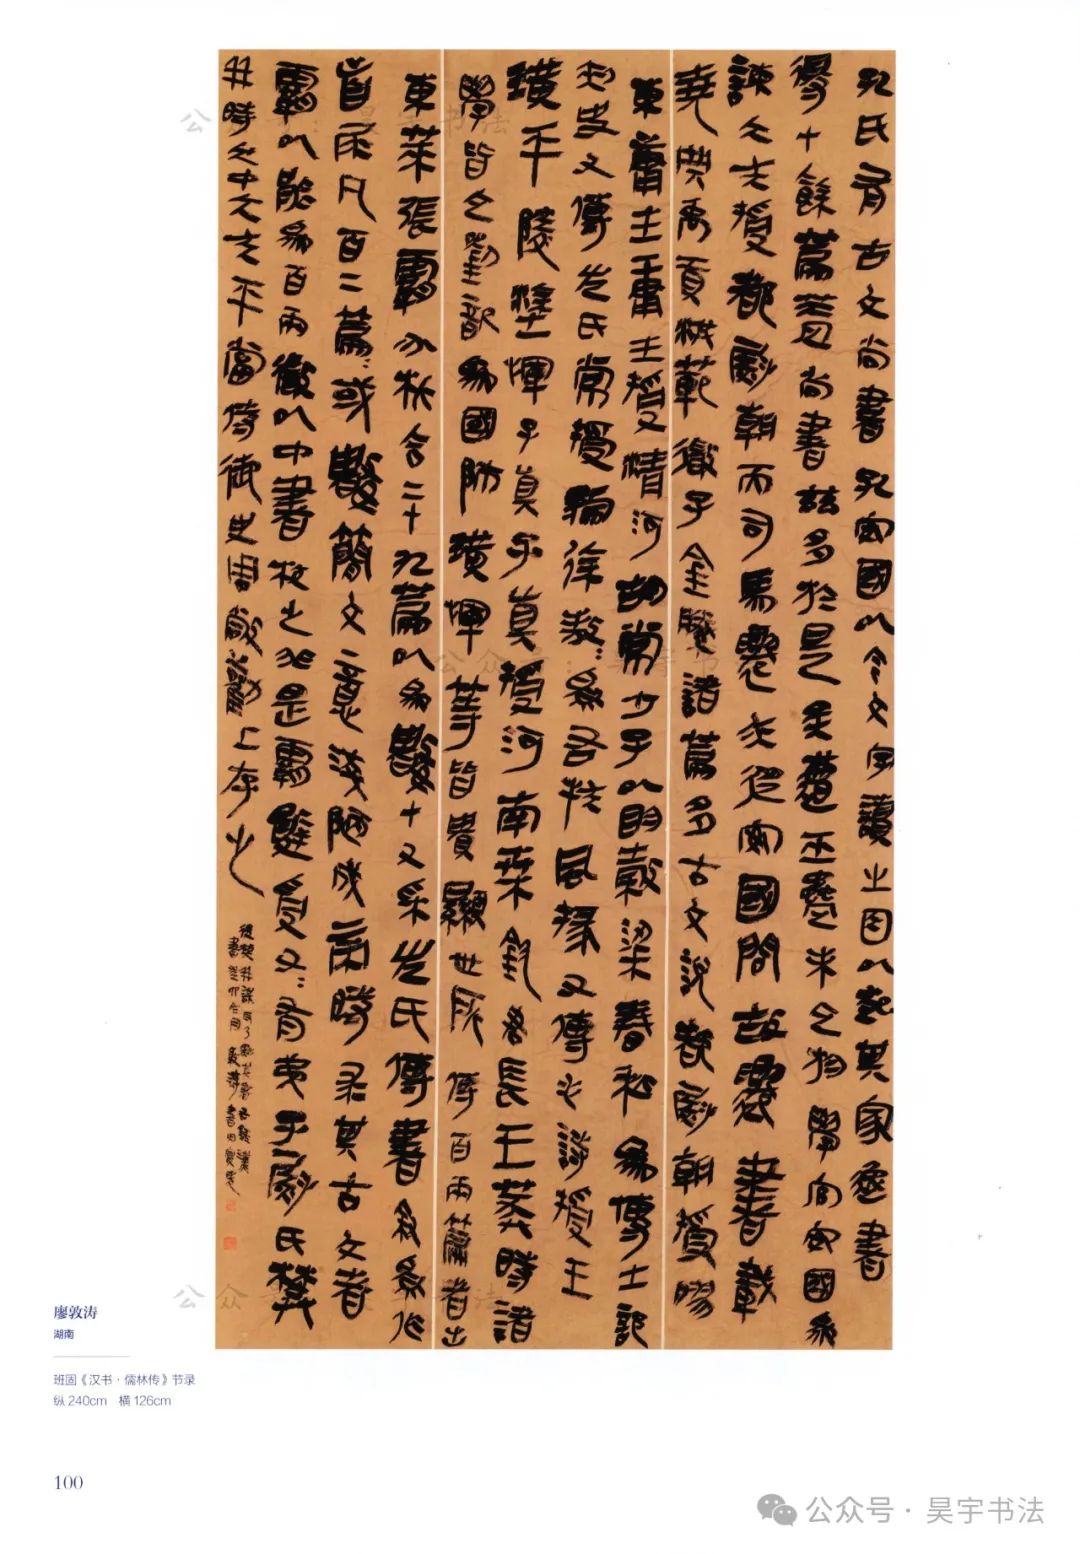 孔氏有古文尚書孔安國以今文字讀之因以起其家逸書
得十餘篇蓋尚書茲多於是矣遭巫蠱未立於學官安國為
諫大夫授都尉朝而司馬遷亦從安國問故遷書載
堯典禹貢洪範微子金縢諸篇多古文說都尉朝授膠
東庸生庸生授清河胡常少子以明穀梁春秋為博士部
刺史又傳左氏常授虢徐敖〻為右扶風掾又傳毛詩授王
璜平陵塗惲子真子真授河南桑欽君長王莽時諸
學皆立劉歆為國師璜惲等皆貴顯世所傳百兩篇者出
東萊張霸分析合二十九篇以為數十又采左氏傳書敘為作
首尾凡百二篇〻或數簡文意淺陋成帝時求其古文者
霸以能為百兩徵以中書校之非是霸辭受父〻有弟子尉氏樊
并時大中大夫平當侍御史周敞勸上存之
廖敦涛
湖南
班固《汉书·儒林传》节录
纵 240cm 横 126cm
100
公众号·昊宇书法